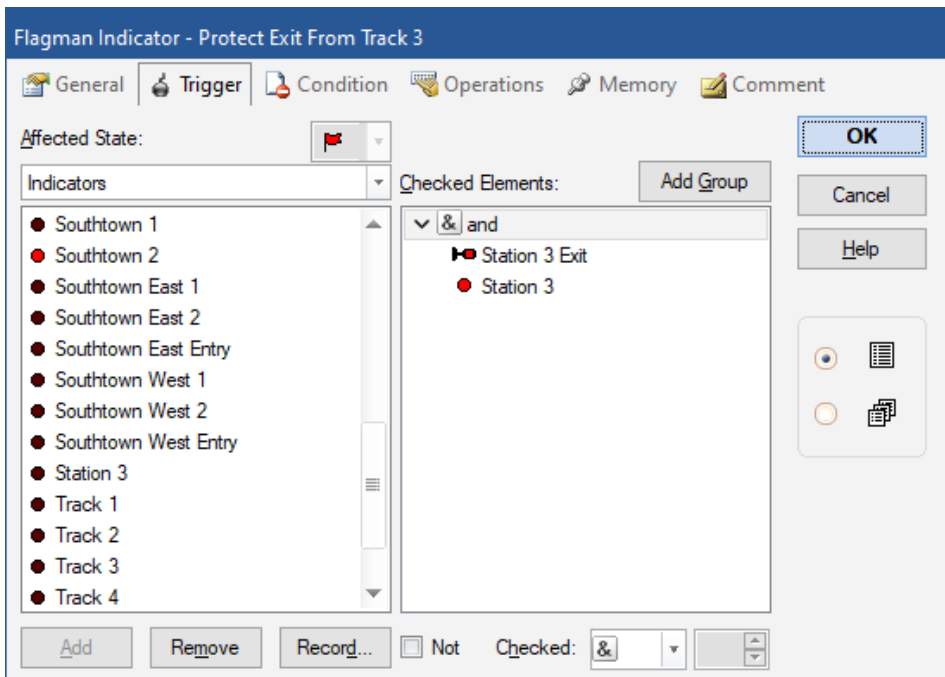 Flagman Indicator - Protect Exit From Track 3
General Trigger Condition Operations Memory Comment
Affected State:
Indicators
Southtown 1
Southtown 2
Southtown East 1
Southtown East 2
Southtown East Entry
Southtown West 1
Southtown West 2
Southtown West Entry
Station 3
Track 1
Track 2
Track 3
Track 4
Add Remove Record...
Checked Elements: Add Group
& and
Station 3 Exit
Station 3
Not Checked: &
OK
Cancel
Help